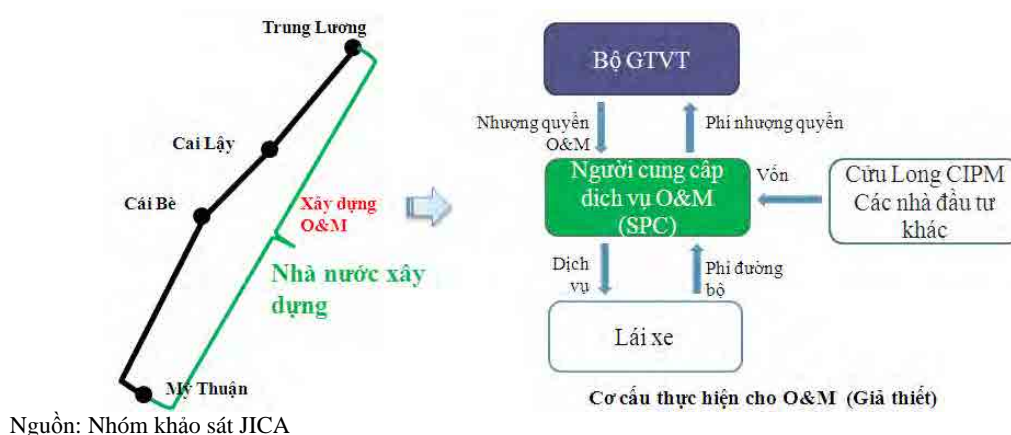 Trung Lương
Cai Lậy
Cái Bè
Xây dựng
O&M
Nhà nước xây
dựng
Mỹ Thuận
Bộ GTVT
Nhượng quyền
O&M
Phí nhượng quyền
Người cung cấp
dịch vụ O&M
(SPC)
Vốn
Cửu Long CIPM
Các nhà đầu tư
khác
Dịch
vụ
Phí đường
bộ
Lái xe
Cơ cấu thực hiện cho O&M (Giả thiết)
Nguồn: Nhóm khảo sát JICA